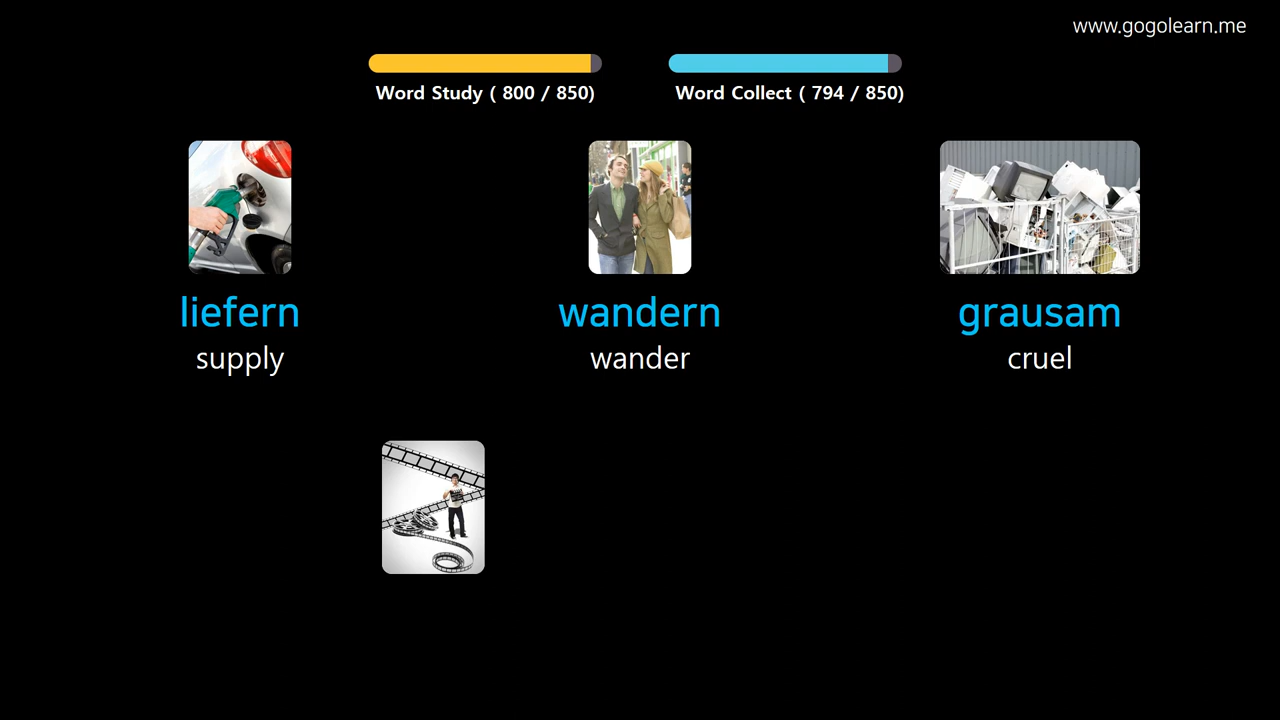 www.gogolearn.me
Word Study ( 800 / 850)
Word Collect ( 794 / 850)
liefern
wandern
grausam
supply
wander
cruel